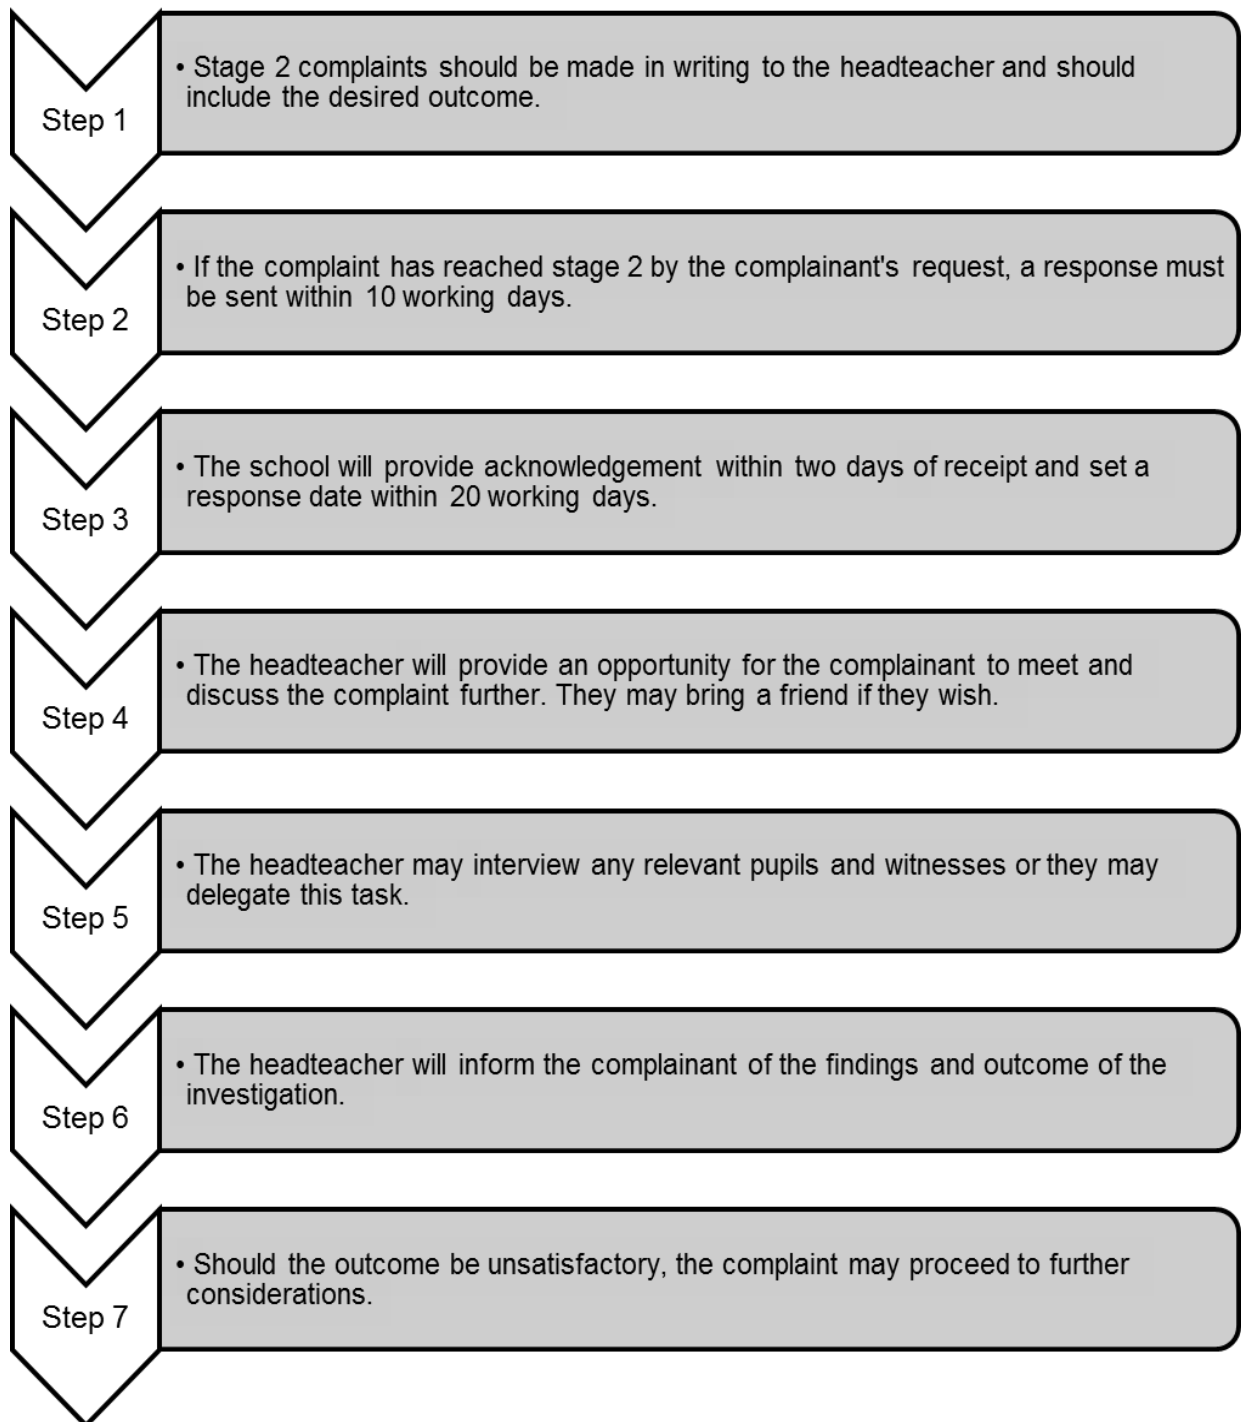 Step 1
• Stage 2 complaints should be made in writing to the headteacher and should
include the desired outcome.
Step 2
• If the complaint has reached stage 2 by the complainant's request, a response must
be sent within 10 working days.
Step 3
• The school will provide acknowledgement within two days of receipt and set a
response date within 20 working days.
Step 4
• The headteacher will provide an opportunity for the complainant to meet and
discuss the complaint further. They may bring a friend if they wish.
Step 5
• The headteacher may interview any relevant pupils and witnesses or they may
delegate this task.
Step 6
• The headteacher will inform the complainant of the findings and outcome of the
investigation.
Step 7
• Should the outcome be unsatisfactory, the complaint may proceed to further
considerations.